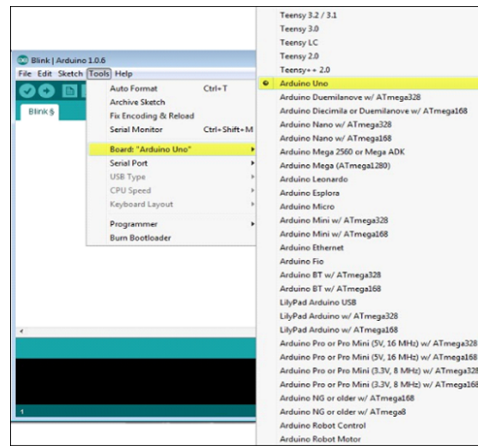 Blink | Arduino 1.0.6
File Edit Sketch Tools Help
Blink §
Auto Format Ctrl+T
Archive Sketch
Fix Encoding & Reload
Serial Monitor Ctrl+Shift+M
Board: "Arduino Uno"
Serial Port
USB Type
CPU Speed
Keyboard Layout
Programmer
Burn Bootloader
1
Teensy 3.2 / 3.1
Teensy 3.0
Teensy LC
Teensy 2.0
Teensy++ 2.0
Arduino Uno
Arduino Duemilanove w/ ATmega328
Arduino Diecimila or Duemilanove w/ ATmega168
Arduino Nano w/ ATmega328
Arduino Nano w/ ATmega168
Arduino Mega 2560 or Mega ADK
Arduino Mega (ATmega1280)
Arduino Leonardo
Arduino Esplora
Arduino Micro
Arduino Mini w/ ATmega328
Arduino Mini w/ ATmega168
Arduino Ethernet
Arduino Fio
Arduino BT w/ ATmega328
Arduino BT w/ ATmega168
LilyPad Arduino USB
LilyPad Arduino w/ ATmega328
LilyPad Arduino w/ ATmega168
Arduino Pro or Pro Mini (5V, 16 MHz) w/ ATmega328
Arduino Pro or Pro Mini (5V, 16 MHz) w/ ATmega168
Arduino Pro or Pro Mini (3.3V, 8 MHz) w/ ATmega328
Arduino Pro or Pro Mini (3.3V, 8 MHz) w/ ATmega168
Arduino NG or older w/ ATmega168
Arduino NG or older w/ ATmega8
Arduino Robot Control
Arduino Robot Motor